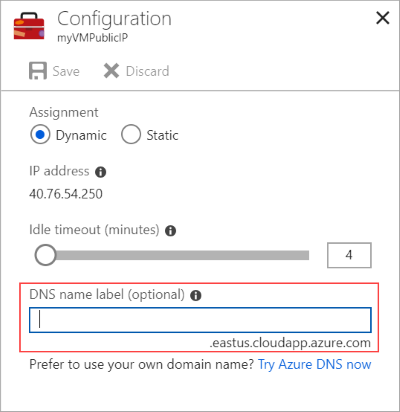 Configuration
myVMPublicIP
Save Discard
Assignment
Dynamic Static
IP address
40.76.54.250
Idle timeout (minutes)
4
DNS name label (optional)
.eastus.cloudapp.azure.com
Prefer to use your own domain name? Try Azure DNS now